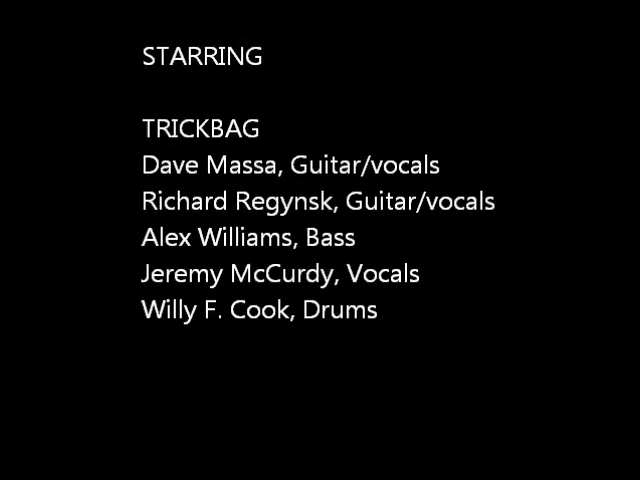 STARRING
TRICKBAG
Dave Massa, Guitar/vocals
Richard Regynsk, Guitar/vocals
Alex Williams, Bass
Jeremy McCurdy, Vocals
Willy F. Cook, Drums